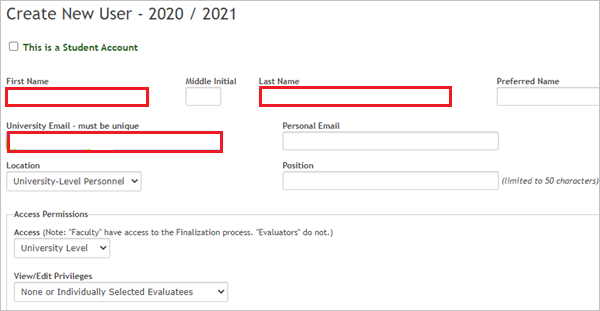 Create New User - 2020 / 2021
This is a Student Account
First Name Middle Initial Last Name Preferred Name
University Email - must be unique Personal Email
Location Position
University-Level Personnel (limited to 50 characters)
Access Permissions
Access (Note: "Faculty" have access to the Finalization process, "Evaluators" do not.)
University Level
View/Edit Privileges
None or Individually Selected Evaluatees